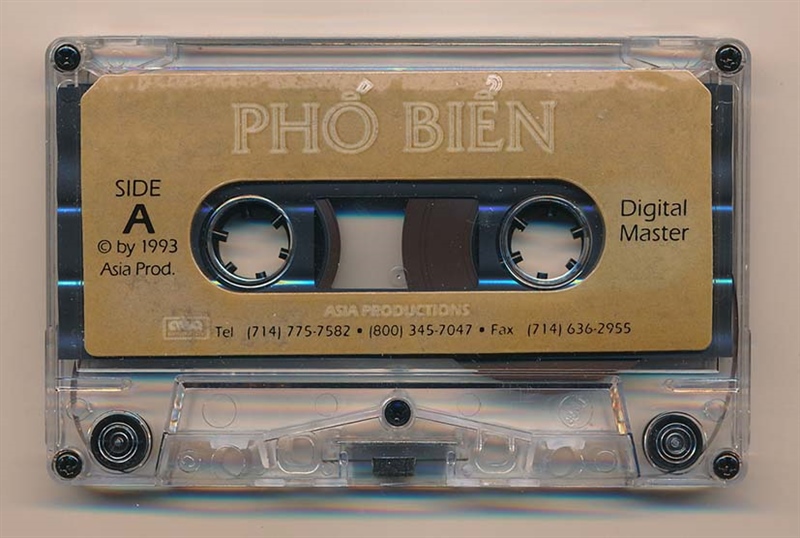 PHỐ BIỂN
SIDE
A
© by 1993
Asia Prod.
Digital
Master
ASIA PRODUCTIONS
asia Tel (714) 775-7582 • (800) 345-7047 • Fax (714) 636-2955